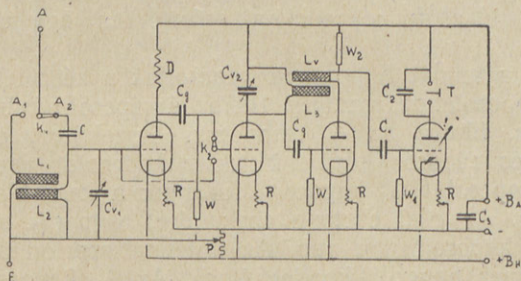 A
A₁
A₂
K₁
C
L₁
L₂
Cv₁
E
D
Cg
K₂
W
R
P
Cv₂
Lv
L₃
Cg
W
R
W₂
C₁
W₁
C₂
T
R
C₃
+BA
-
+BH
R